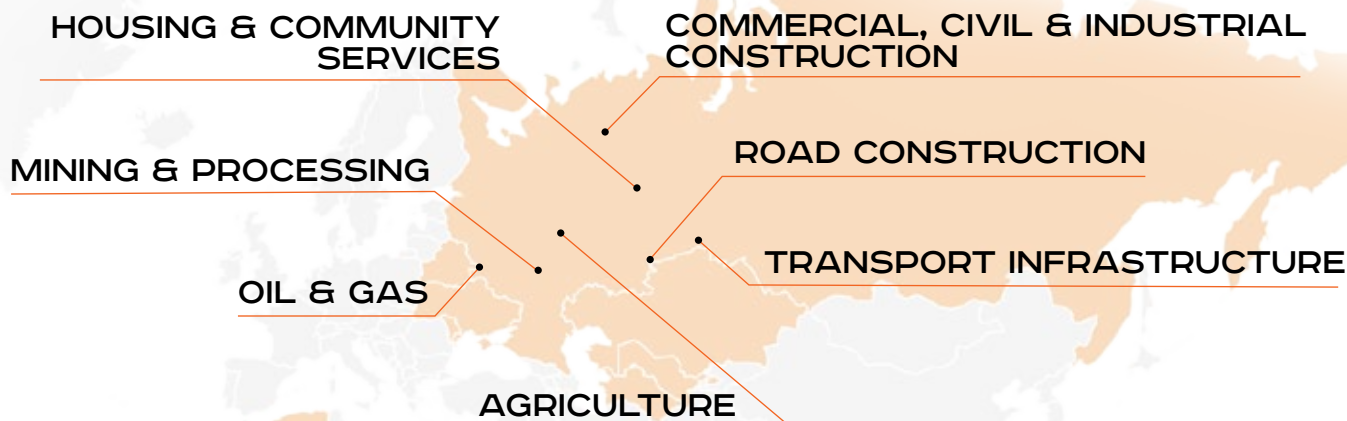 HOUSING & COMMUNITY
SERVICES
COMMERCIAL, CIVIL & INDUSTRIAL
CONSTRUCTION
MINING & PROCESSING
ROAD CONSTRUCTION
OIL & GAS
TRANSPORT INFRASTRUCTURE
AGRICULTURE